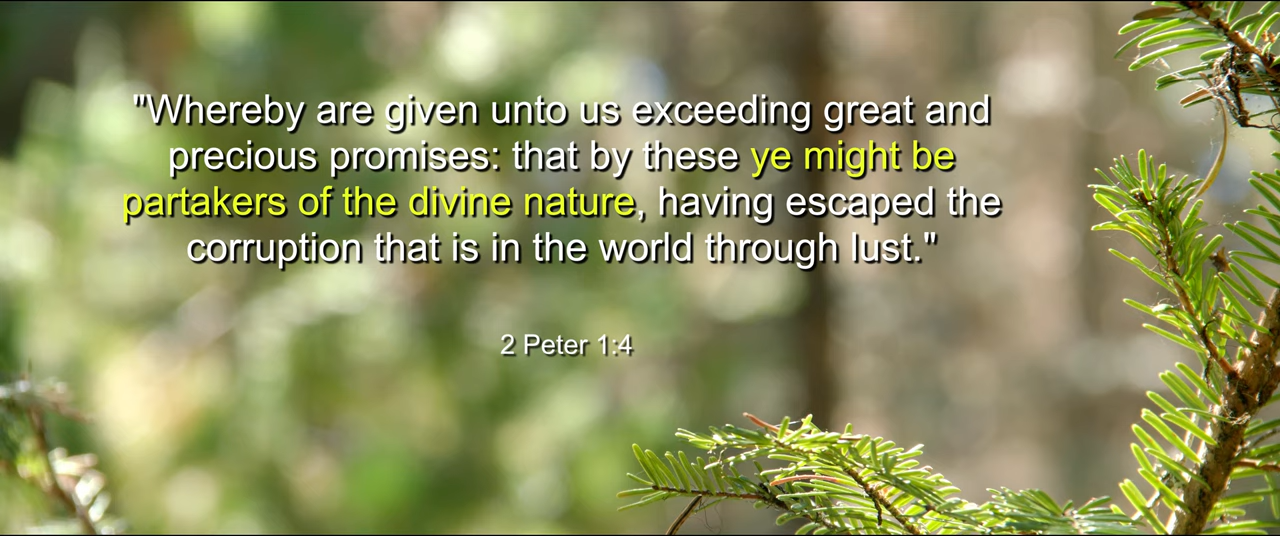 "Whereby are given unto us exceeding great and
precious promises: that by these ye might be
partakers of the divine nature, having escaped the
corruption that is in the world through lust."
2 Peter 1:4